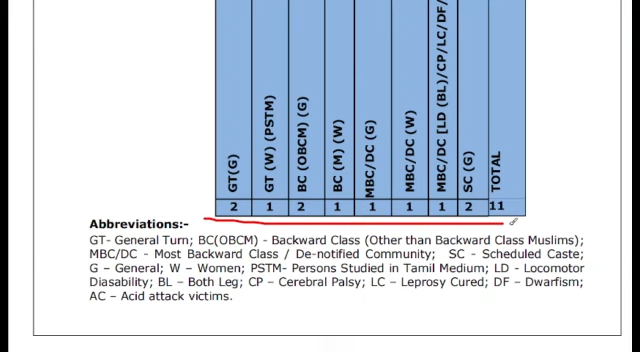 GT(G)
GT (W) (PSTM)
BC (OBCM) (G)
BC (M) (W)
MBC/DC (G)
MBC/DC (W)
MBC/DC [LD (BL)/CP/LC/DF/
SC (G)
TOTAL
2 1 2 1 1 1 1 2 11
Abbreviations:-
GT- General Turn; BC(OBCM) - Backward Class (Other than Backward Class Muslims);
MBC/DC - Most Backward Class / De-notified Community; SC - Scheduled Caste;
G – General; W – Women; PSTM- Persons Studied in Tamil Medium; LD - Locomotor
Diasability; BL – Both Leg; CP – Cerebral Palsy; LC – Leprosy Cured; DF – Dwarfism;
AC – Acid attack victims.